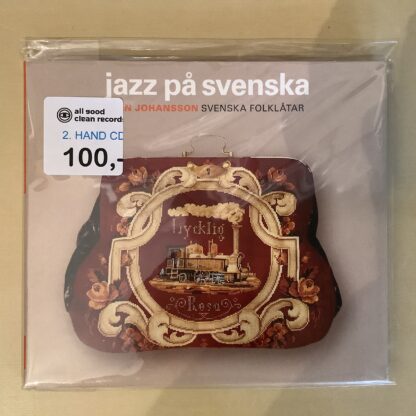 jazz på svenska
N JOHANSSON SVENSKA FOLKLÅTAR
all good
clean records
2. HAND CD
100,-
Lycklig
Resa